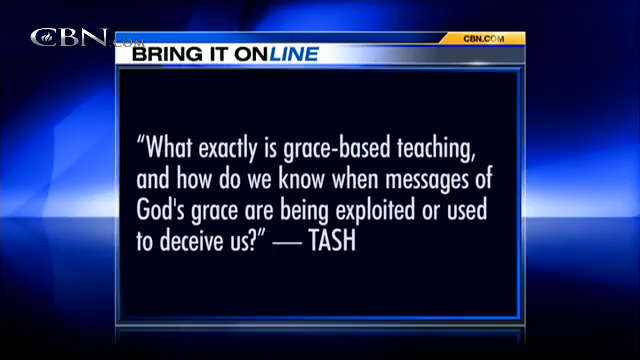 CBN.com
CBN.COM
BRING IT ONLINE
“What exactly is grace-based teaching,
and how do we know when messages of
God's grace are being exploited or used
to deceive us?” — TASH